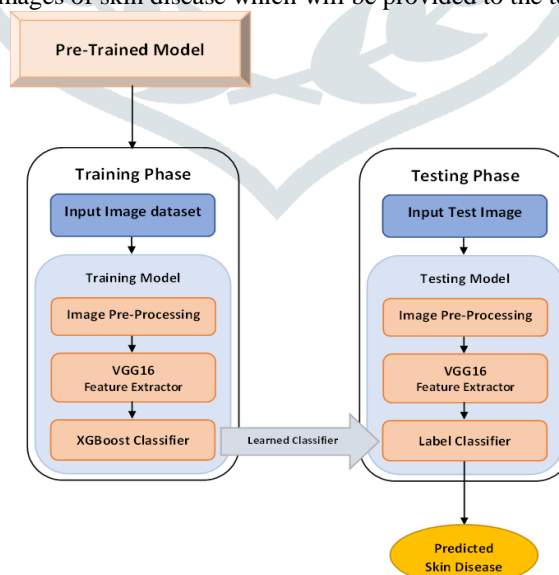 mages of skin disease which will be provided to the te
Pre-Trained Model
Training Phase
Input Image dataset
Training Model
Image Pre-Processing
VGG16
Feature Extractor
XGBoost Classifier
Learned Classifier
Testing Phase
Input Test Image
Testing Model
Image Pre-Processing
VGG16
Feature Extractor
Label Classifier
Predicted
Skin Disease